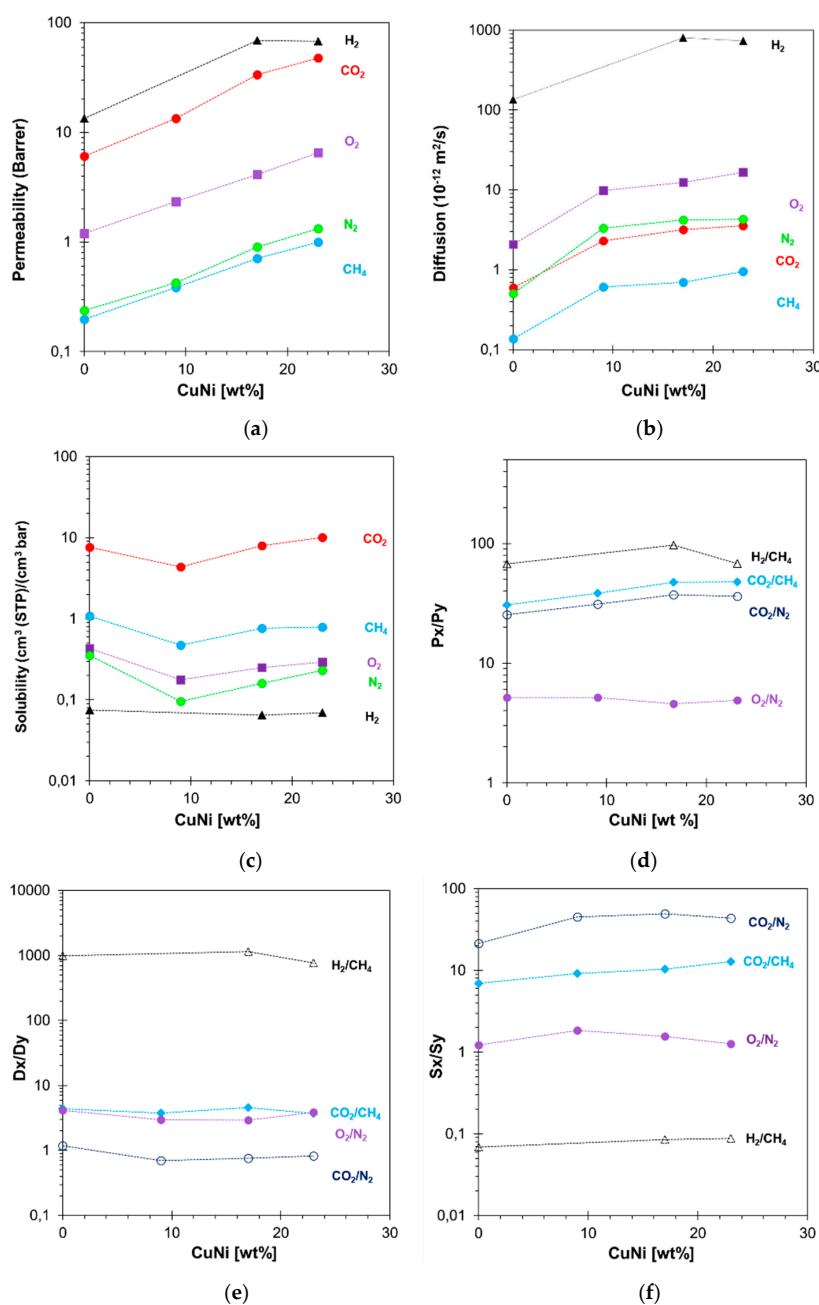 100
10
1
0,1
0
10
20
30
Permeability (Barrer)
CuNi [wt%]
H₂
CO₂
O₂
N₂
CH₄
(a)
10000
1000
100
10
1
0,1
0
10
20
30
Diffusion (10⁻¹² m²/s)
CuNi [wt%]
H₂
O₂
N₂
CO₂
CH₄
(b)
100
10
1
0,1
0,01
0
10
20
30
Solubility (cm³ (STP)/(cm³ bar)
CuNi [wt%]
CO₂
CH₄
O₂
N₂
H₂
(c)
100
10
1
0
10
20
30
Px/Py
CuNi [wt %]
H₂/CH₄
CO₂/CH₄
CO₂/N₂
O₂/N₂
(d)
10000
1000
100
10
1
0,1
0
10
20
30
Dx/Dy
CuNi [wt%]
H₂/CH₄
CO₂/CH₄
O₂/N₂
CO₂/N₂
(e)
100
10
1
0,1
0,01
0
10
20
30
Sx/Sy
CuNi [wt%]
CO₂/N₂
CO₂/CH₄
O₂/N₂
H₂/CH₄
(f)